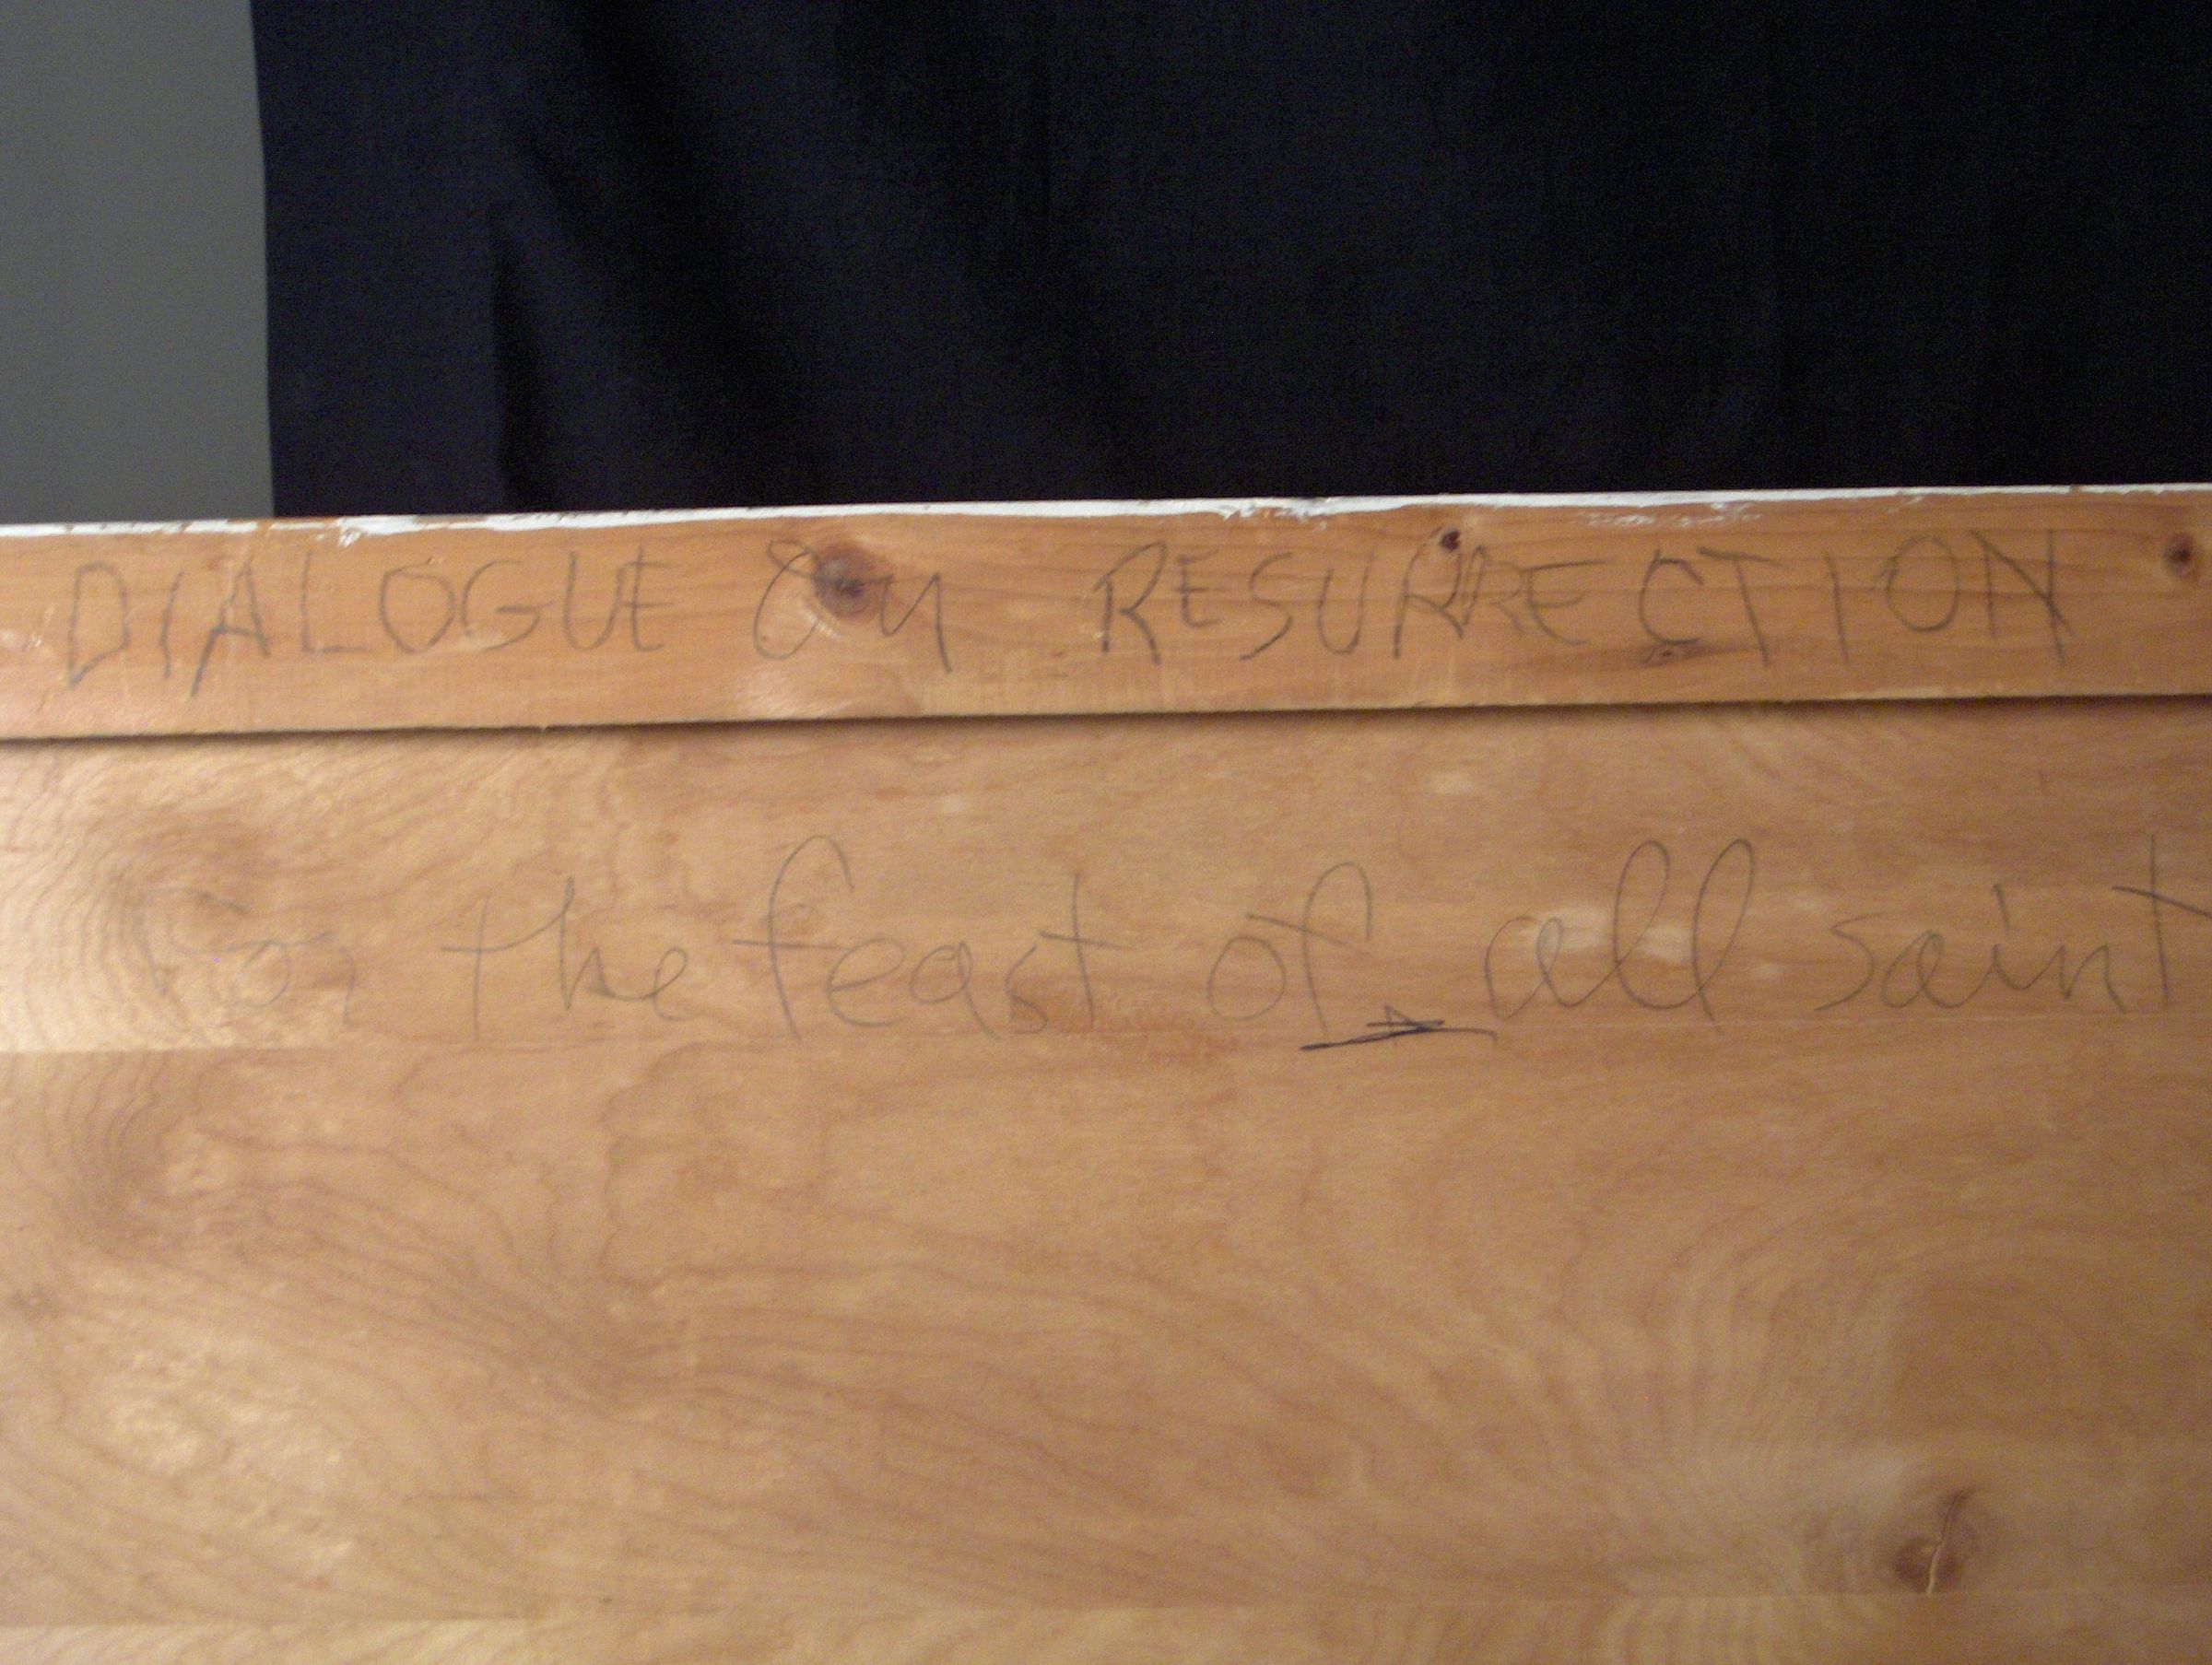 DIALOGUE ON RESURRECTION
For the feast of all saint